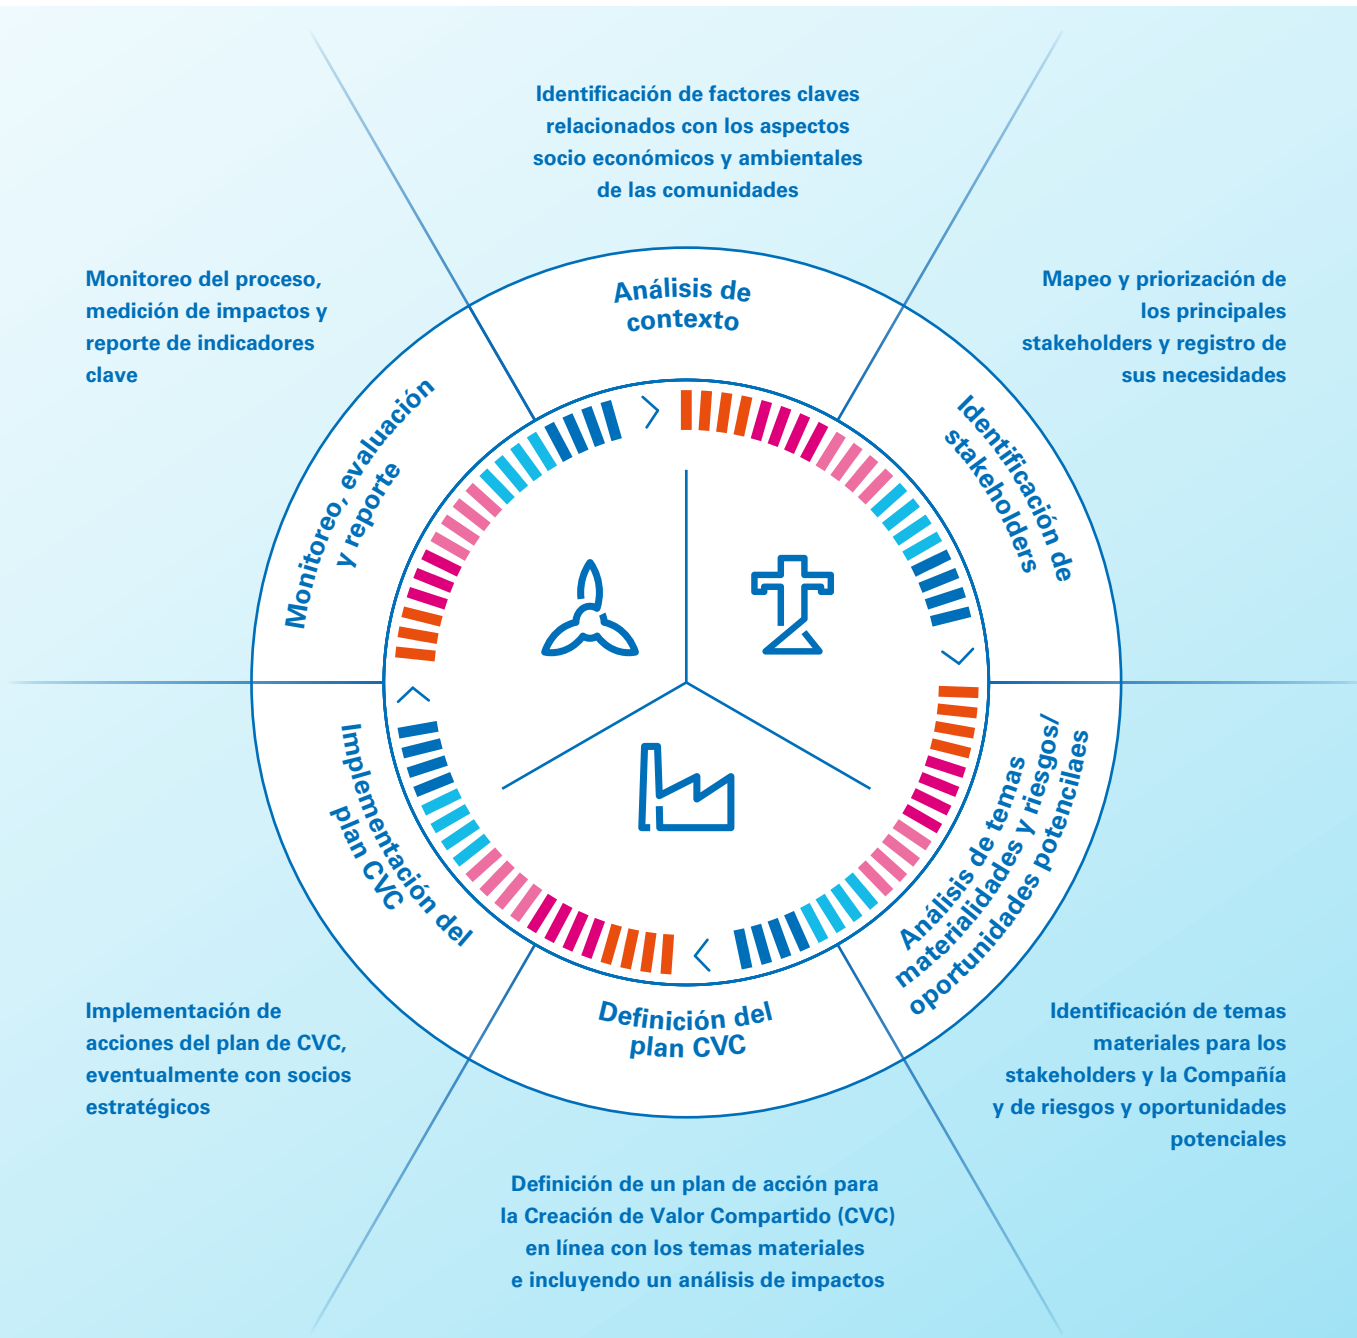 Identificación de factores claves
relacionados con los aspectos
socio económicos y ambientales
de las comunidades
Análisis de
contexto
Mapeo y priorización de
los principales
stakeholders y registro de
sus necesidades
Identificación de
stakeholders
Análisis de temas
materialidades y riesgos/
oportunidades potencilaes
Identificación de temas
materiales para los
stakeholders y la Compañía
y de riesgos y oportunidades
potenciales
Definición del
plan CVC
Definición de un plan de acción para
la Creación de Valor Compartido (CVC)
en línea con los temas materiales
e incluyendo un análisis de impactos
Implementación del
plan CVC
Implementación de
acciones del plan de CVC,
eventualmente con socios
estratégicos
Monitoreo, evaluación
y reporte
Monitoreo del proceso,
medición de impactos y
reporte de indicadores
clave